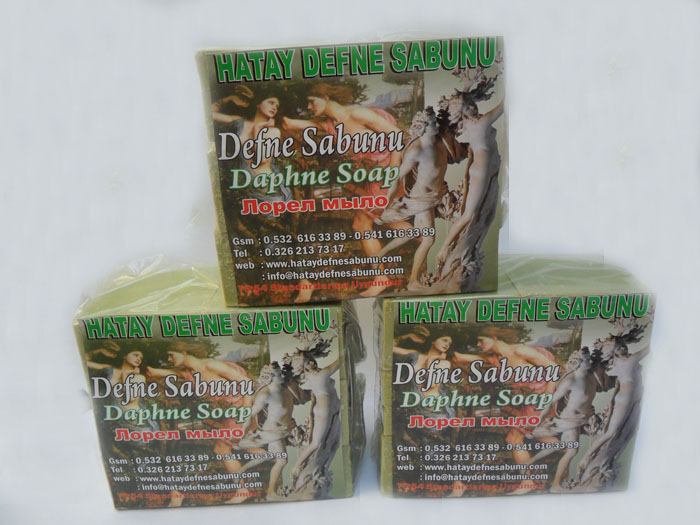 HATAY DEFNE SABUNU
Defne Sabunu
Daphne Soap
Лорел мыло
Gsm : 0.532 616 33 89 - 0.541 616 33 89
Tel : 0.326 213 73 17
web : www.hataydefnesabunu.com
: info@hataydefnesabunu.com
Standartlarına Uygundur
HATAY DEFNE SABUNU
Defne Sabunu
Daphne Soap
Лорел мыло
Gsm : 0.532 616 33 89 - 0.541 616 33 89
Tel : 0.326 213 73 17
web : www.hataydefnesabunu.com
: info@hataydefnesabunu.com
HATAY DEFNE SABUNU
Defne Sabunu
Daphne Soap
Лорел мыло
Gsm : 0.532 616 33 89 - 0.541 616 33 89
Tel : 0.326 213 73 17
web : www.hataydefnesabunu.com
: info@hataydefnesabunu.com